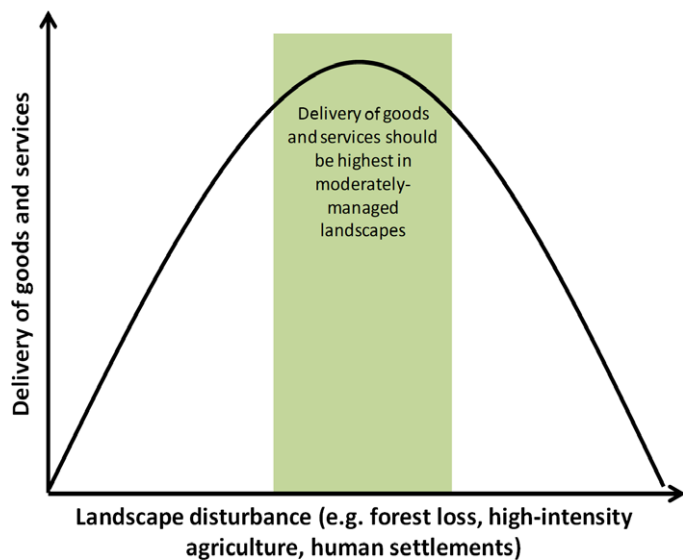 Delivery of goods and services
Delivery of goods
and services should
be highest in
moderately-
managed
landscapes
Landscape disturbance (e.g. forest loss, high-intensity
agriculture, human settlements)